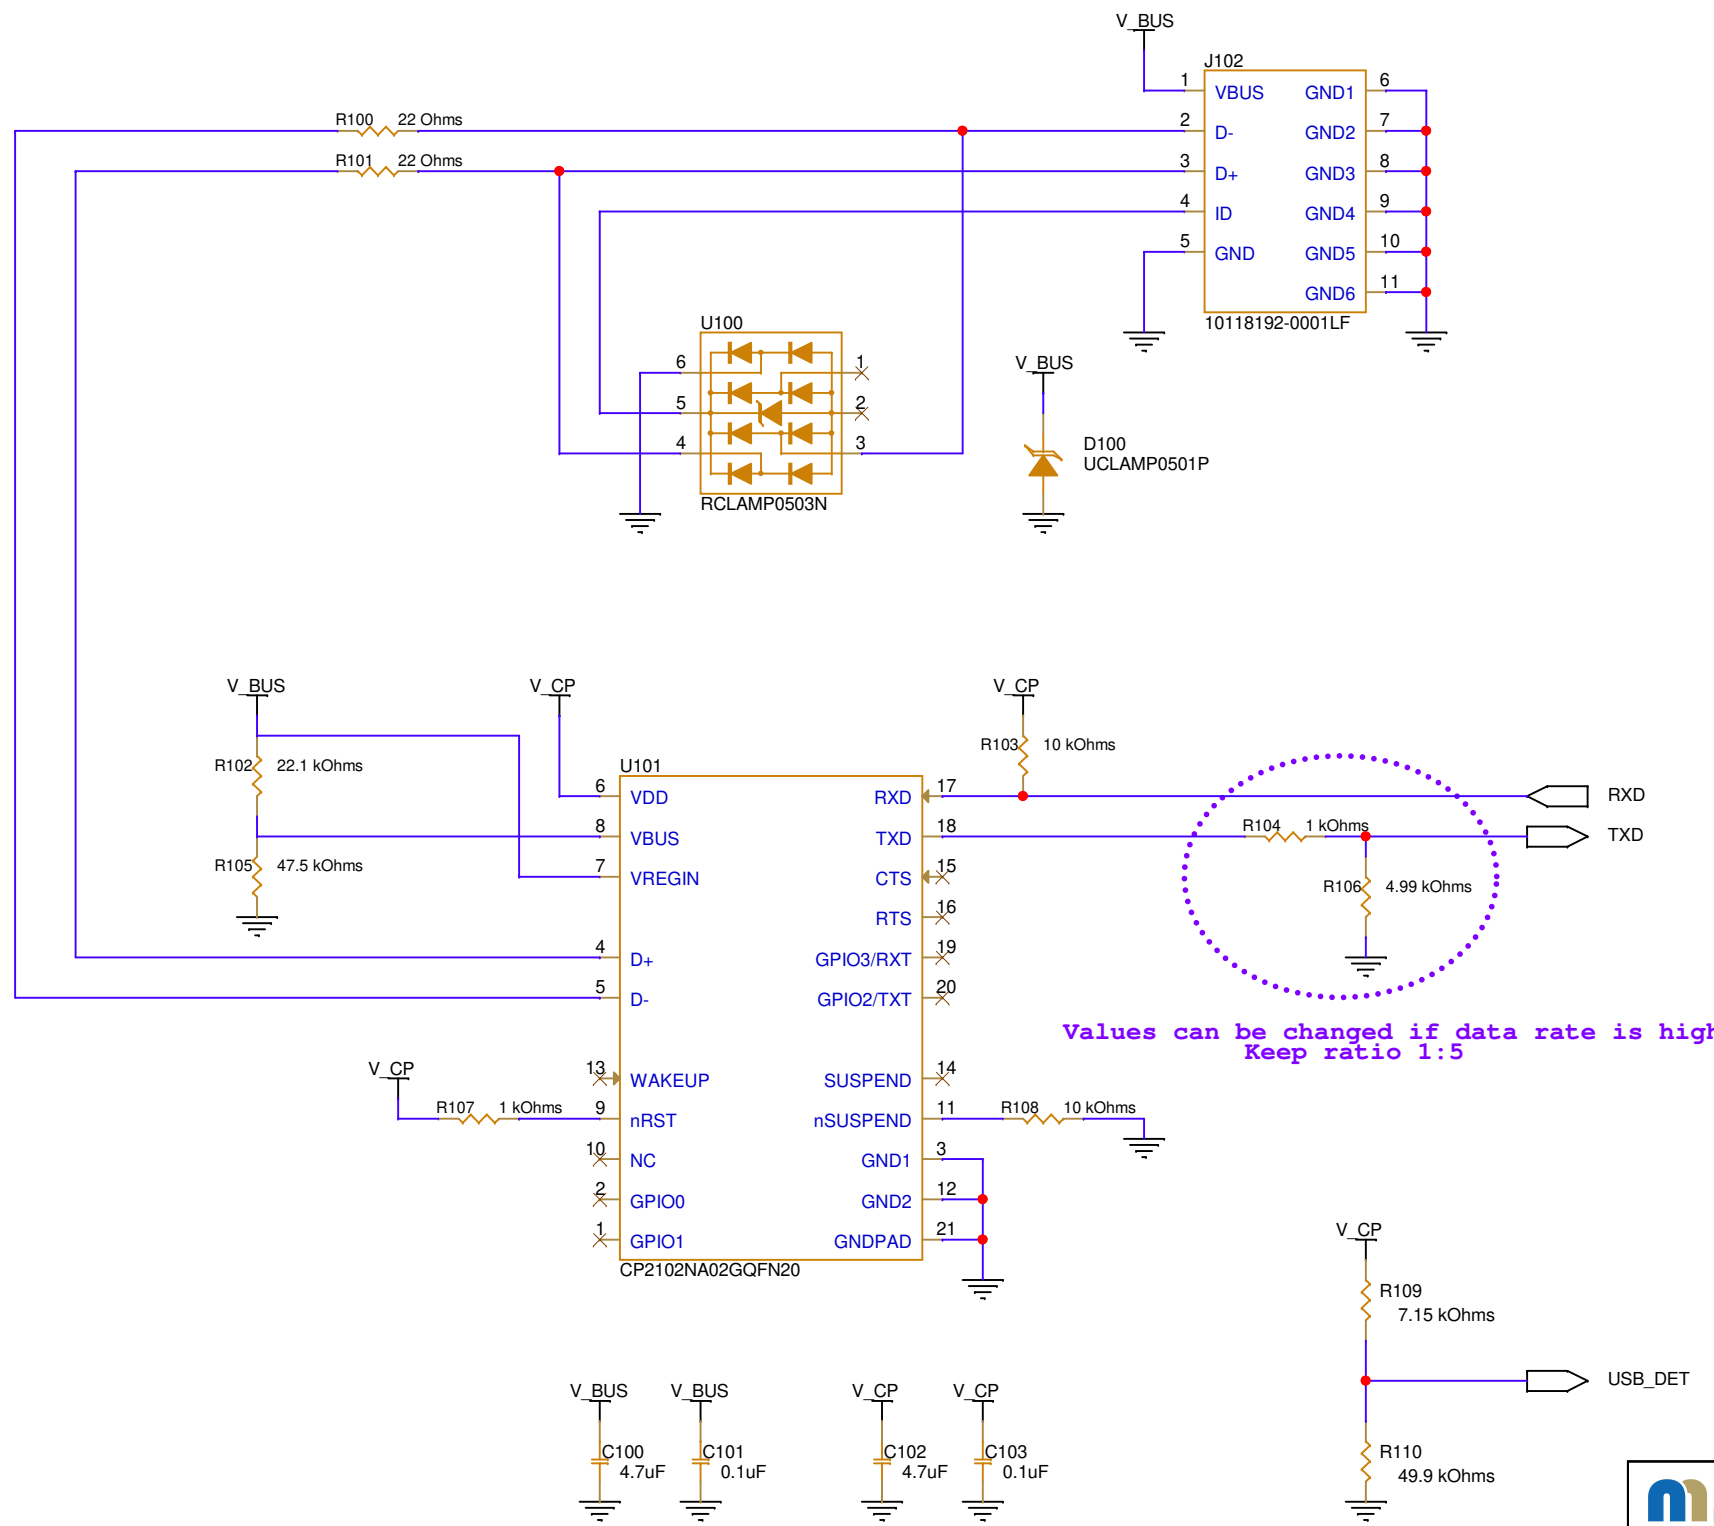 V_BUS
J102
1 VBUS GND1 6
R100 22 Ohms
2 D- GND2 7
R101 22 Ohms
3 D+ GND3 8
4 ID GND4 9
5 GND GND5 10
GND6 11
10118192-0001LF
U100
6 1
5 2
4 3
RCLAMP0503N
V_BUS
D100
UCLAMP0501P
V_BUS
R102 22.1 kOhms
R105 47.5 kOhms
V_CP
V_CP
R103 10 kOhms
U101
6 VDD RXD 17
8 VBUS TXD 18
7 VREGIN CTS 15
RTS 16
4 D+ GPIO3/RXT 19
5 D- GPIO2/TXT 20
13 WAKEUP SUSPEND 14
9 nRST nSUSPEND 11
10 NC GND1 3
2 GPIO0 GND2 12
1 GPIO1 GNDPAD 21
CP2102NA02GQFN20
RXD
R104 1 kOhms
TXD
R106 4.99 kOhms
Values can be changed if data rate is high
Keep ratio 1:5
V_CP
R107 1 kOhms
R108 10 kOhms
V_CP
R109
7.15 kOhms
USB_DET
R110
49.9 kOhms
V_BUS V_BUS V_CP V_CP
C100 C101 C102 C103
4.7uF 0.1uF 4.7uF 0.1uF